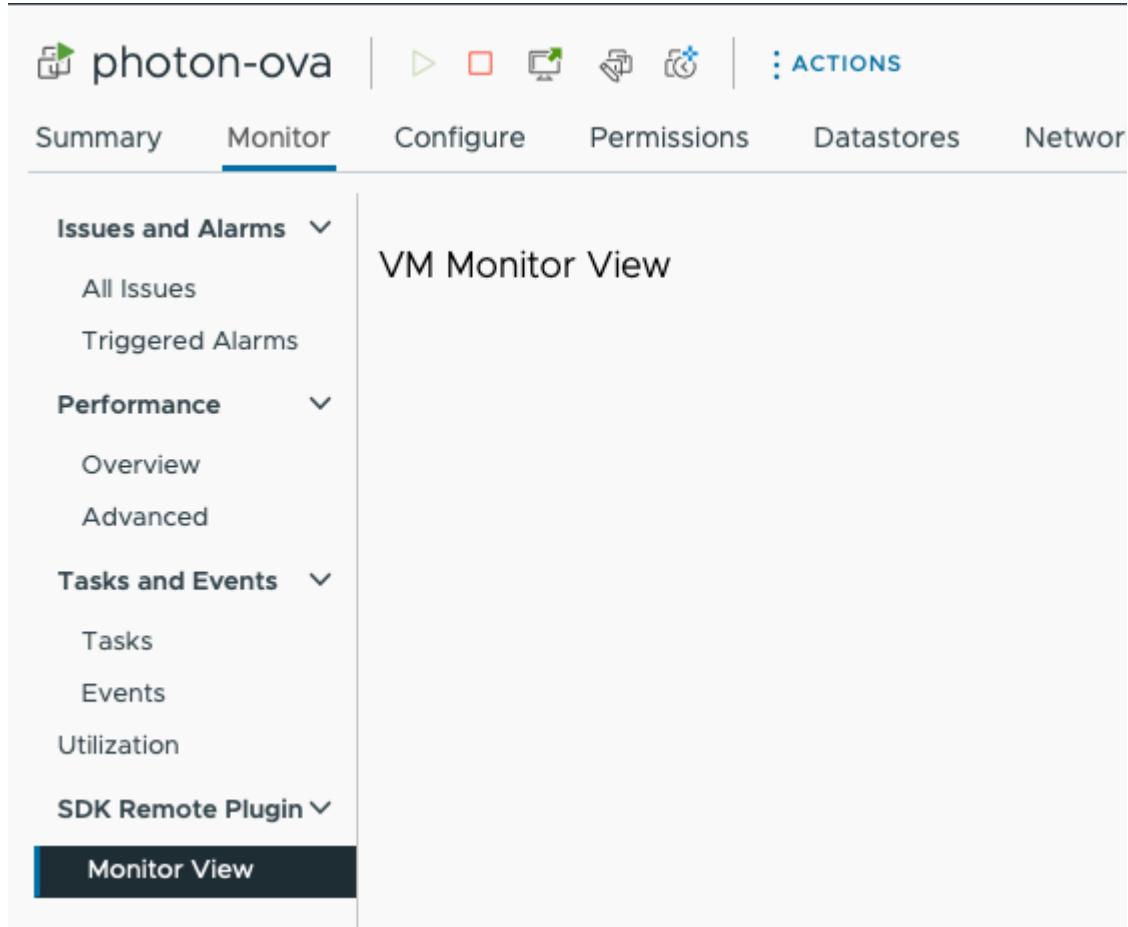 photon-ova
ACTIONS
Summary Monitor Configure Permissions Datastores Networ
Issues and Alarms
All Issues
Triggered Alarms
Performance
Overview
Advanced
Tasks and Events
Tasks
Events
Utilization
SDK Remote Plugin
Monitor View
VM Monitor View